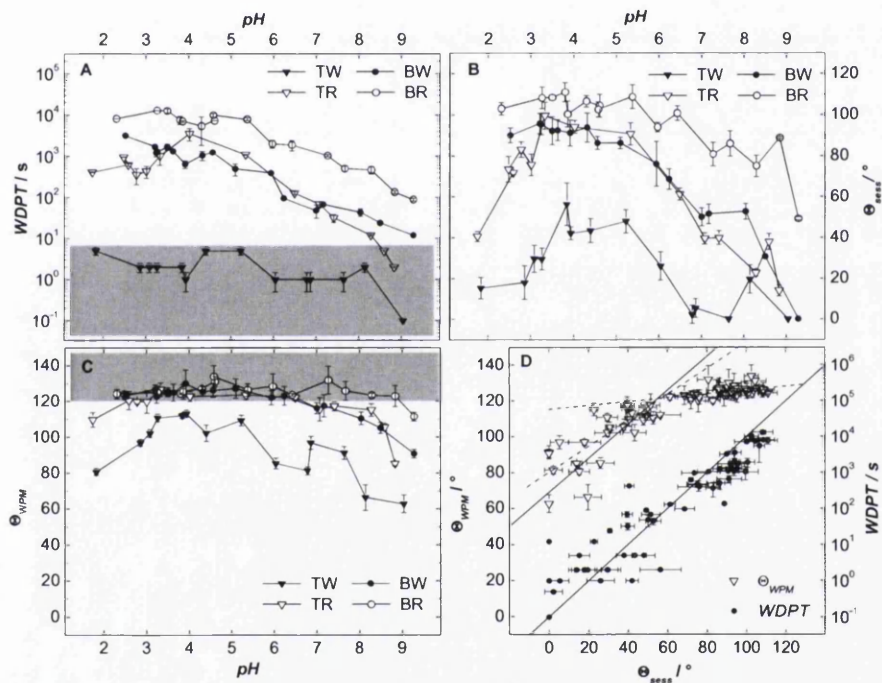 pH
2 3 4 5 6 7 8 9
pH
2 3 4 5 6 7 8 9
A
TW BW
TR BR
WDPT / s
10^5
10^4
10^3
10^2
10^1
10^0
10^-1
B
TW BW
TR BR
120
100
80
60
40
20
0
Θsess / °
C
140
120
100
80
60
40
20
0
ΘWPM / °
TW BW
TR BR
2 3 4 5 6 7 8 9
pH
D
140
120
100
80
60
40
20
0
ΘWPM / °
10^6
10^5
10^4
10^3
10^2
10^1
10^0
10^-1
WDPT / s
ΘWPM
WDPT
0 20 40 60 80 100 120
Θsess / °